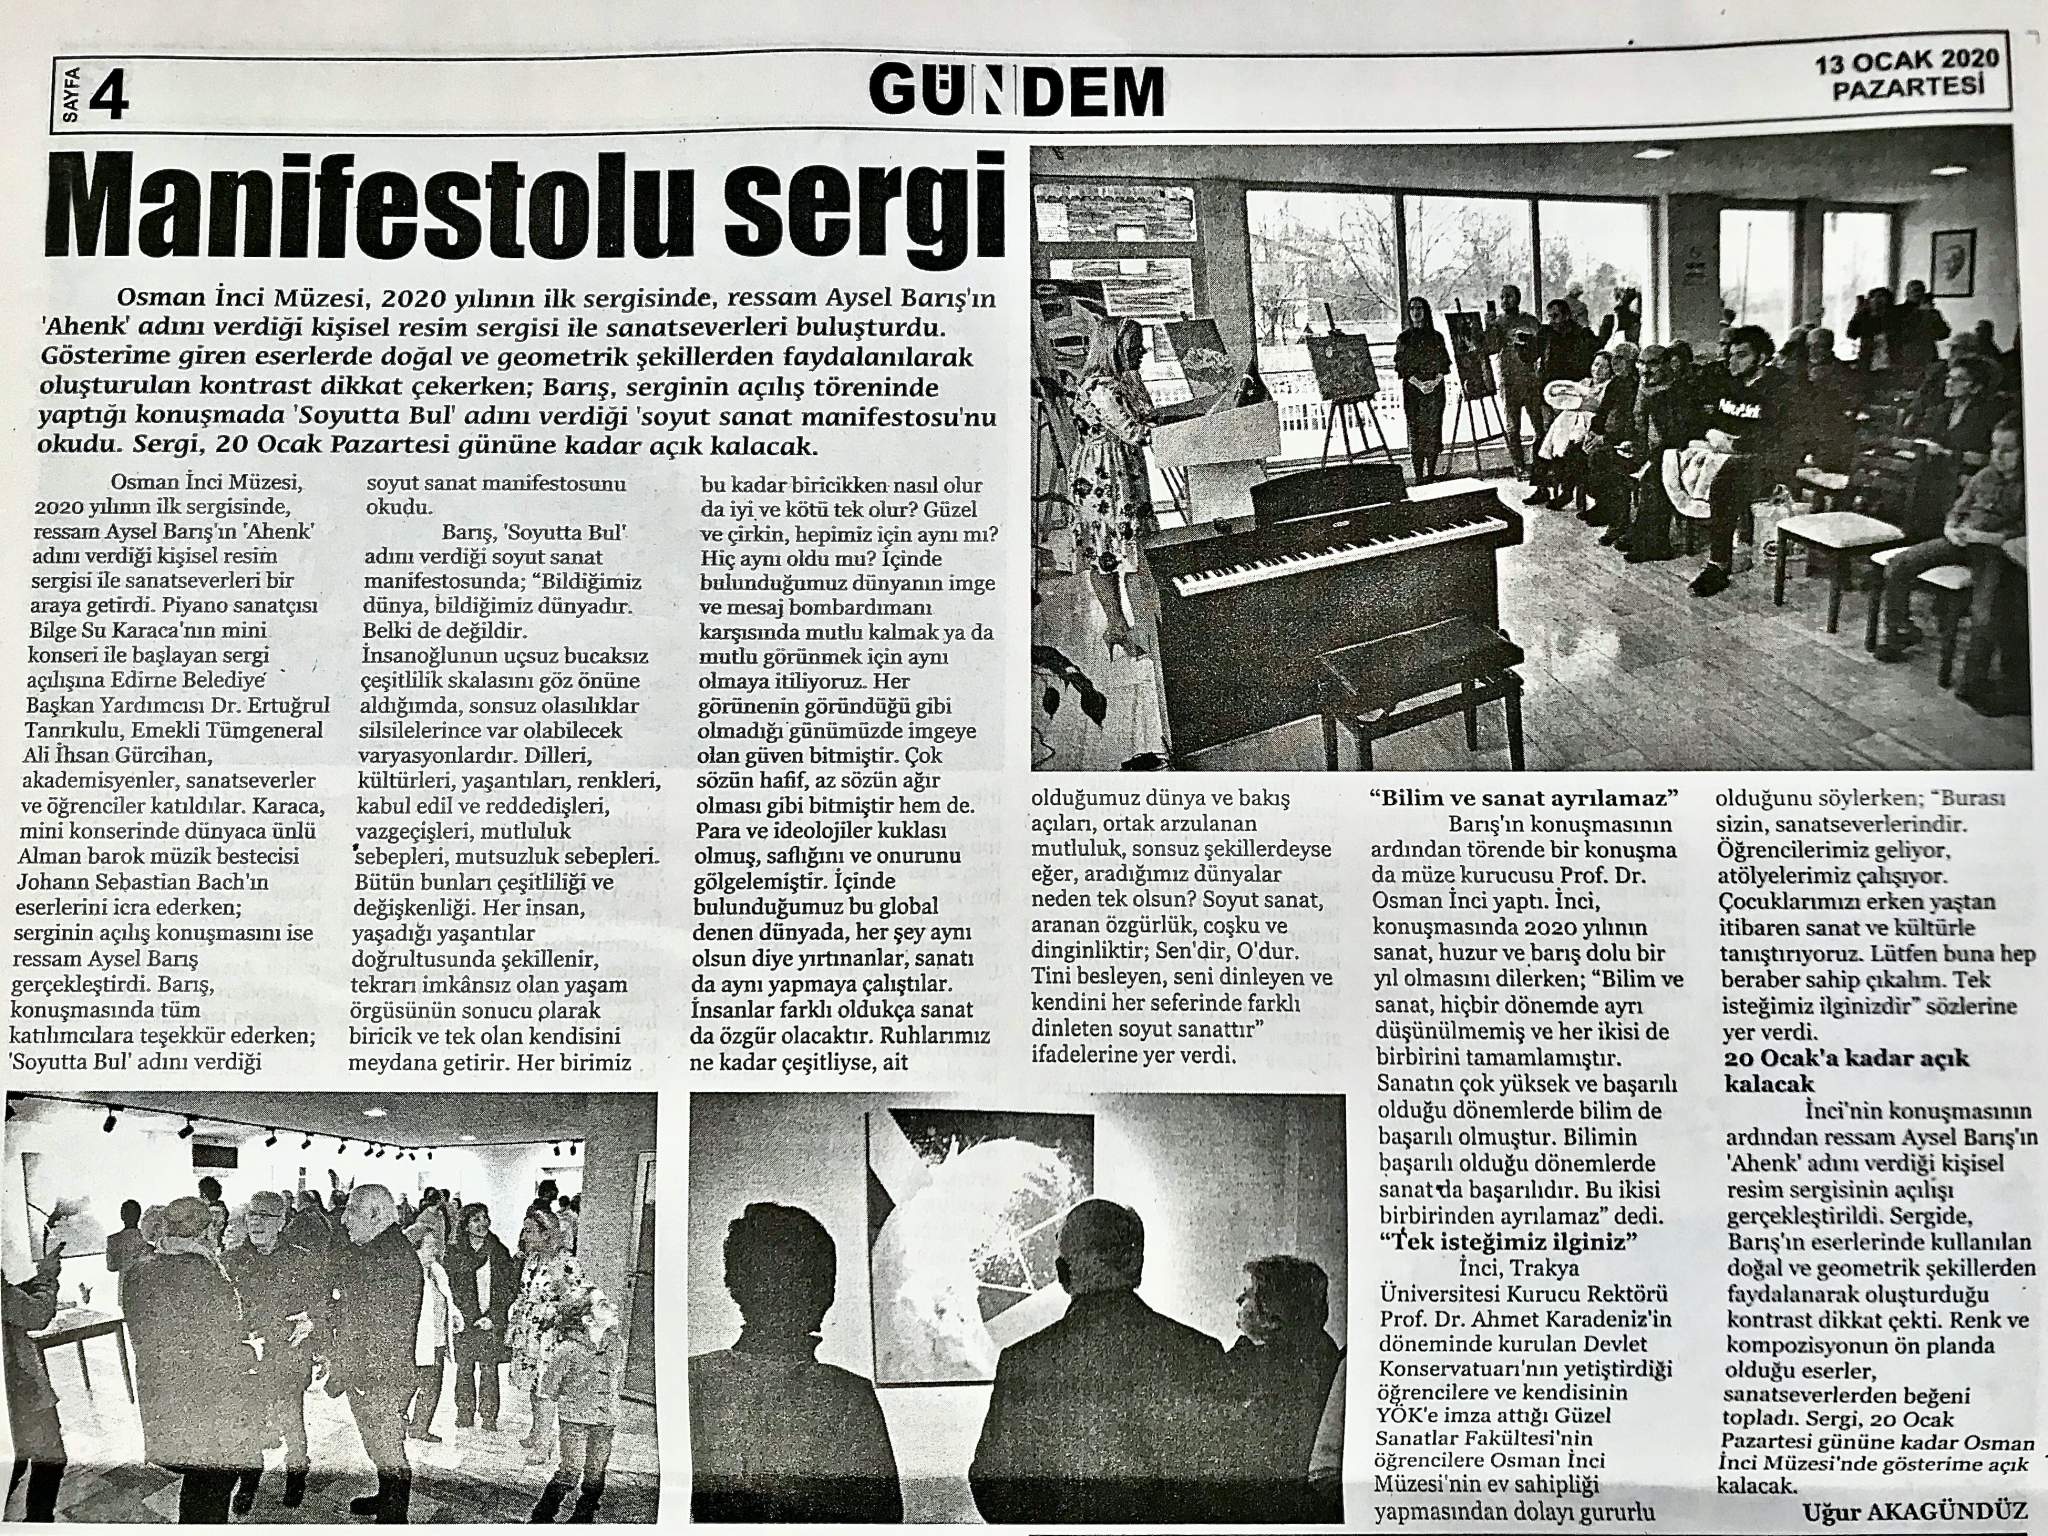 SAYFA 4
GÜNDEM
13 OCAK 2020
PAZARTESİ
Manifestolu sergi
Osman İnci Müzesi, 2020 yılının ilk sergisinde, ressam Aysel Barış'ın
'Ahenk' adını verdiği kişisel resim sergisi ile sanatseverleri buluşturdu.
Gösterime giren eserlerde doğal ve geometrik şekillerden faydalanılarak
oluşturulan kontrast dikkat çekerken; Barış, serginin açılış töreninde
yaptığı konuşmada 'Soyutta Bul' adını verdiği 'soyut sanat manifestosu'nu
okudu. Sergi, 20 Ocak Pazartesi gününe kadar açık kalacak.
Osman İnci Müzesi,
2020 yılının ilk sergisinde,
ressam Aysel Barış'ın 'Ahenk'
adını verdiği kişisel resim
sergisi ile sanatseverleri bir
araya getirdi. Piyano sanatçısı
Bilge Su Karaca'nın mini
konseri ile başlayan sergi
açılışına Edirne Belediye
Başkan Yardımcısı Dr. Ertuğrul
Tanrıkulu, Emekli Tümgeneral
Ali İhsan Gürcihan,
akademisyenler, sanatseverler
ve öğrenciler katıldılar. Karaca,
mini konserinde dünyaca ünlü
Alman barok müzik bestecisi
Johann Sebastian Bach'ın
eserlerini icra ederken;
serginin açılış konuşmasını ise
ressam Aysel Barış
gerçekleştirdi. Barış,
konuşmasında tüm
katılımcılara teşekkür ederken;
'Soyutta Bul' adını verdiği
soyut sanat manifestosunu
okudu.
Barış, 'Soyutta Bul'
adını verdiği soyut sanat
manifestosunda; “Bildiğimiz
dünya, bildiğimiz dünyadır.
Belki de değildir.
İnsanoğlunun uçsuz bucaksız
çeşitlilik skalasını göz önüne
aldığımda, sonsuz olasılıklar
silsilelerince var olabilecek
varyasyonlardır. Dilleri,
kültürleri, yaşantıları, renkleri,
kabul edil ve reddedişleri,
vazgeçişleri, mutluluk
sebepleri, mutsuzluk sebepleri.
Bütün bunları çeşitliliği ve
değişkenliği. Her insan,
yaşadığı yaşantılar
doğrultusunda şekillenir,
tekrarı imkânsız olan yaşam
örgüsünün sonucu olarak
biricik ve tek olan kendisini
meydana getirir. Her birimiz
bu kadar biricikken nasıl olur
da iyi ve kötü tek olur? Güzel
ve çirkin, hepimiz için aynı mı?
Hiç aynı oldu mu? İçinde
bulunduğumuz dünyanın imge
ve mesaj bombardımanı
karşısında mutlu kalmak ya da
mutlu görünmek için aynı
olmaya itiliyoruz. Her
görünenin göründüğü gibi
olmadığı günümüzde imgeye
olan güven bitmiştir. Çok
sözün hafif, az sözün ağır
olması gibi bitmiştir hem de.
Para ve ideolojiler kuklası
olmuş, saflığını ve onurunu
gölgelemiştir. İçinde
bulunduğumuz bu global
denen dünyada, her şey aynı
olsun diye yırtınanlar, sanatı
da aynı yapmaya çalıştılar.
İnsanlar farklı oldukça sanat
da özgür olacaktır. Ruhlarımız
ne kadar çeşitliyse, ait
olduğumuz dünya ve bakış
açıları, ortak arzulanan
mutluluk, sonsuz şekillerdeyse
eğer, aradığımız dünyalar
neden tek olsun? Soyut sanat,
aranan özgürlük, coşku ve
dinginliktir; Sen'dir, O'dur.
Tini besleyen, seni dinleyen ve
kendini her seferinde farklı
dinleten soyut sanattır”
ifadelerine yer verdi.
“Bilim ve sanat ayrılamaz”
Barış'ın konuşmasının
ardından törende bir konuşma
da müze kurucusu Prof. Dr.
Osman İnci yaptı. İnci,
konuşmasında 2020 yılının
sanat, huzur ve barış dolu bir
yıl olmasını dilerken; “Bilim ve
sanat, hiçbir dönemde ayrı
düşünülmemiş ve her ikisi de
birbirini tamamlamıştır.
Sanatın çok yüksek ve başarılı
olduğu dönemlerde bilim de
başarılı olmuştur. Bilimin
başarılı olduğu dönemlerde
sanat da başarılıdır. Bu ikisi
birbirinden ayrılamaz” dedi.
“Tek isteğimiz ilginiz”
İnci, Trakya
Üniversitesi Kurucu Rektörü
Prof. Dr. Ahmet Karadeniz'in
döneminde kurulan Devlet
Konservatuarı'nın yetiştirdiği
öğrencilere ve kendisinin
YÖK'e imza attığı Güzel
Sanatlar Fakültesi'nin
öğrencilere Osman İnci
Müzesi'nin ev sahipliği
yapmasından dolayı gururlu
olduğunu söylerken; “Burası
sizin, sanatseverlerindir.
Öğrencilerimiz geliyor,
atölyelerimiz çalışıyor.
Çocuklarımızı erken yaştan
itibaren sanat ve kültürle
tanıştırıyoruz. Lütfen buna hep
beraber sahip çıkalım. Tek
isteğimiz ilginizdir” sözlerine
yer verdi.
20 Ocak'a kadar açık
kalacak
İnci'nin konuşmasının
ardından ressam Aysel Barış'ın
'Ahenk' adını verdiği kişisel
resim sergisinin açılışı
gerçekleştirildi. Sergide,
Barış'ın eserlerinde kullanılan
doğal ve geometrik şekillerden
faydalanarak oluşturduğu
kontrast dikkat çekti. Renk ve
kompozisyonun ön planda
olduğu eserler,
sanatseverlerden beğeni
topladı. Sergi, 20 Ocak
Pazartesi gününe kadar Osman
İnci Müzesi'nde gösterime açık
kalacak.
Uğur AKAGÜNDÜZ